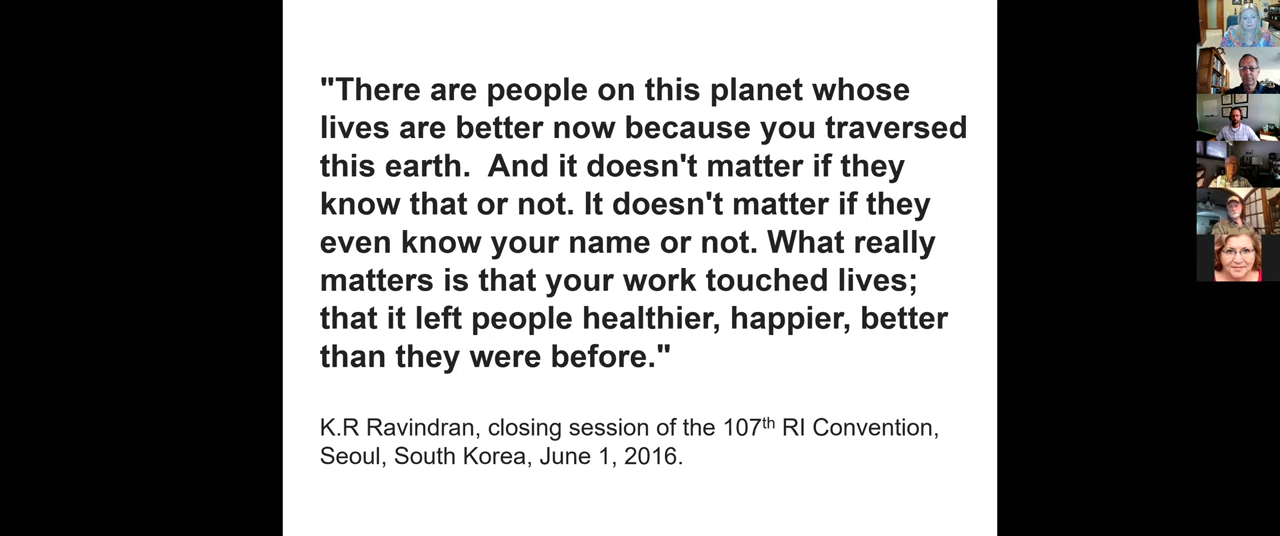 "There are people on this planet whose
lives are better now because you traversed
this earth.  And it doesn't matter if they
know that or not. It doesn't matter if they
even know your name or not. What really
matters is that your work touched lives;
that it left people healthier, happier, better
than they were before."
K.R Ravindran, closing session of the 107th RI Convention,
Seoul, South Korea, June 1, 2016.